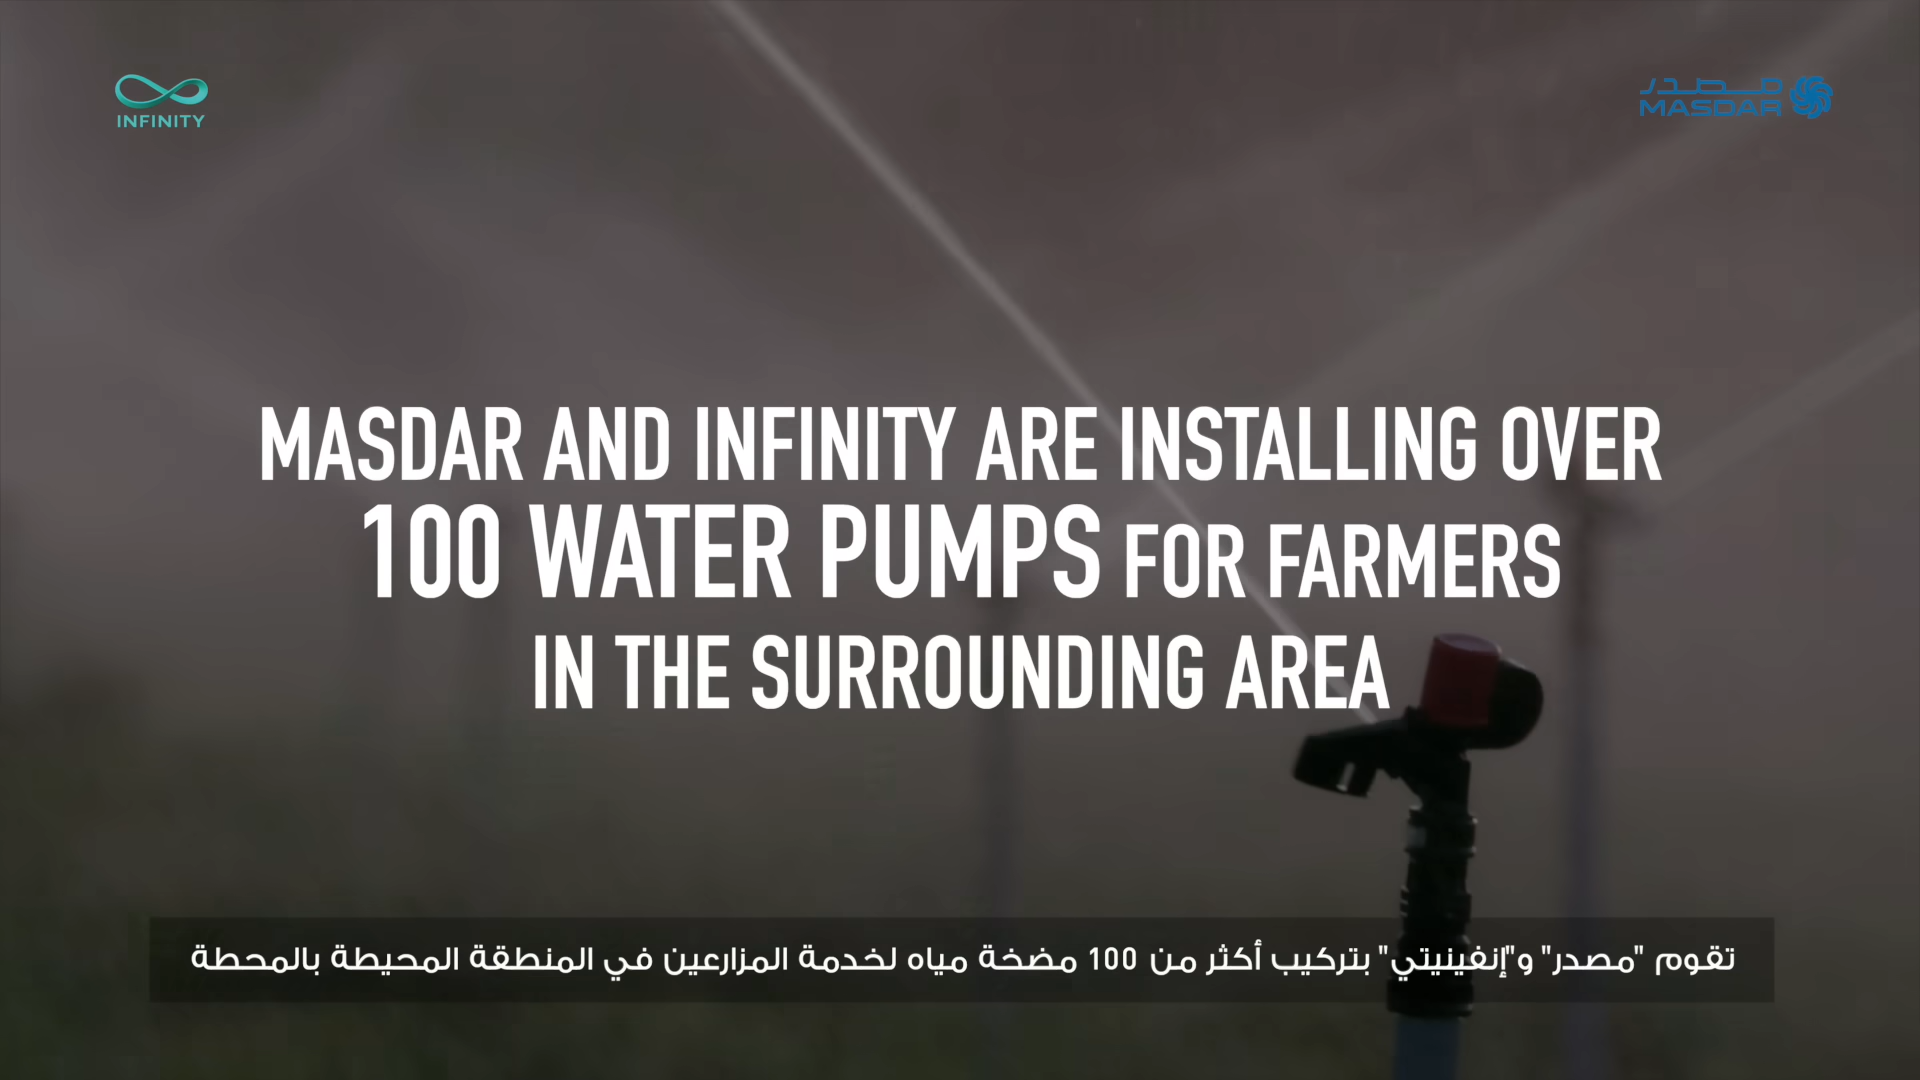 INFINITY
مصدر
MASDAR
MASDAR AND INFINITY ARE INSTALLING OVER
100 WATER PUMPS FOR FARMERS
IN THE SURROUNDING AREA
تقوم "مصدر" و"إنفينيتي" بتركيب أكثر من 100 مضخة مياه لخدمة المزارعين في المنطقة المحيطة بالمحطة